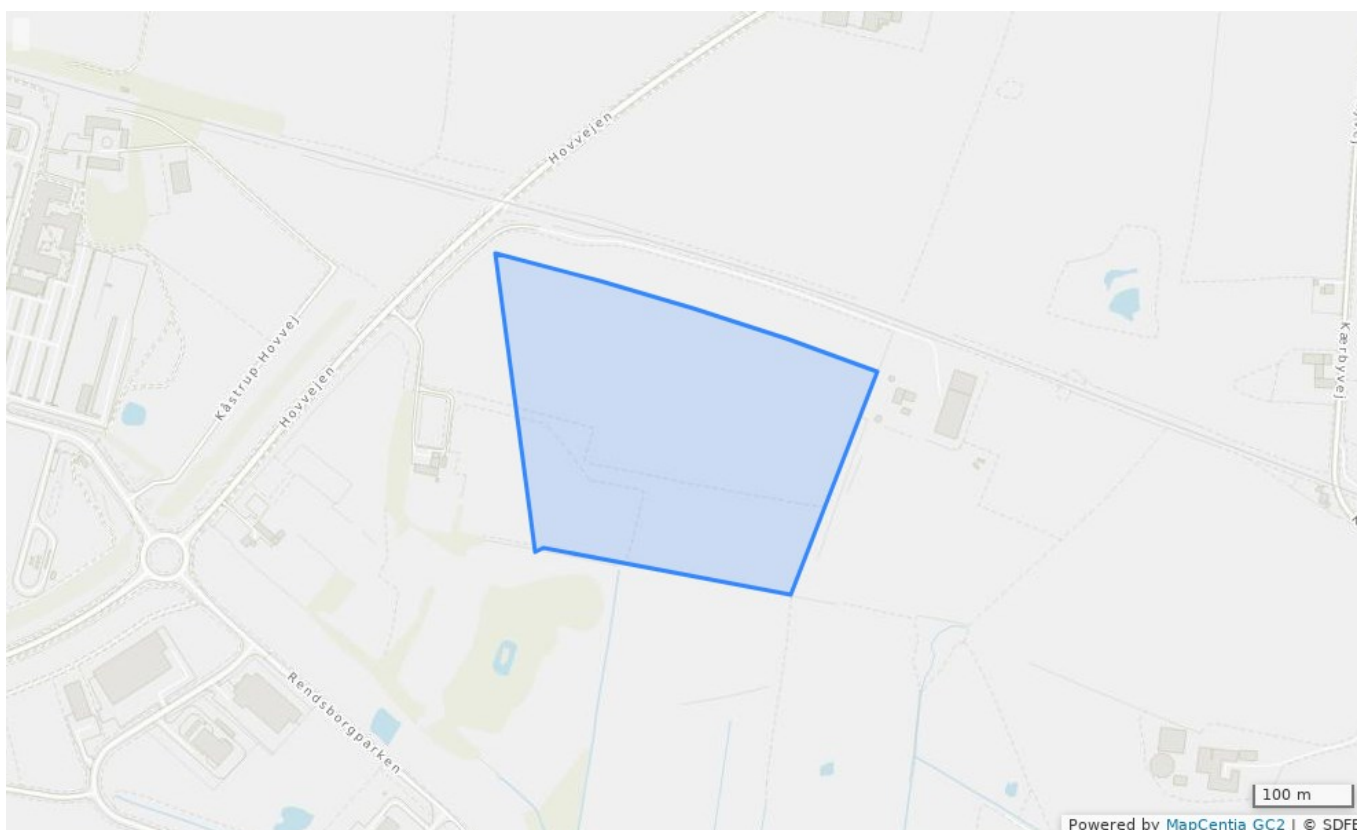 Hovvejen
Kåstrup-Hovvej
Hovvejen
Kærbyvej
Rendsborgparken
100 m
Powered by MapCentia GC2 | © SDFE